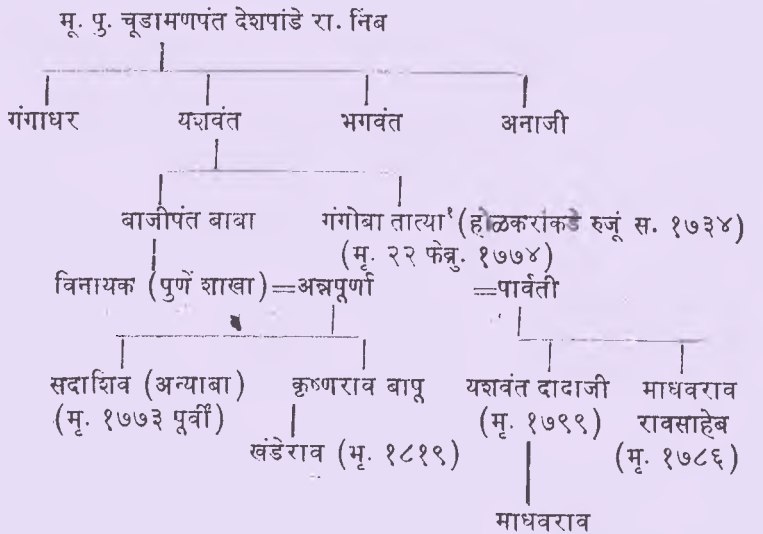 मू. पु. चूडामणपंत देशपांडे रा. निंब
गंगाधर यशवंत भगवंत अनाजी
बाजीपंत बाबा गंगोबा तात्या१ (होळकरांकडे रुजूं स. १७३४)
(मृ. २२ फेब्रु. १७७४)
विनायक (पुणें शाखा) =अन्नपूर्णा =पार्वती
सदाशिव (अन्याबा) कृष्णराव बापू यशवंत दादाजी माधवराव
(मृ. १७७३ पूर्वीं) (मृ. १७९९) रावसाहेब
खंडेराव (मृ. १८१९) (मृ. १७८६)
माधवराव